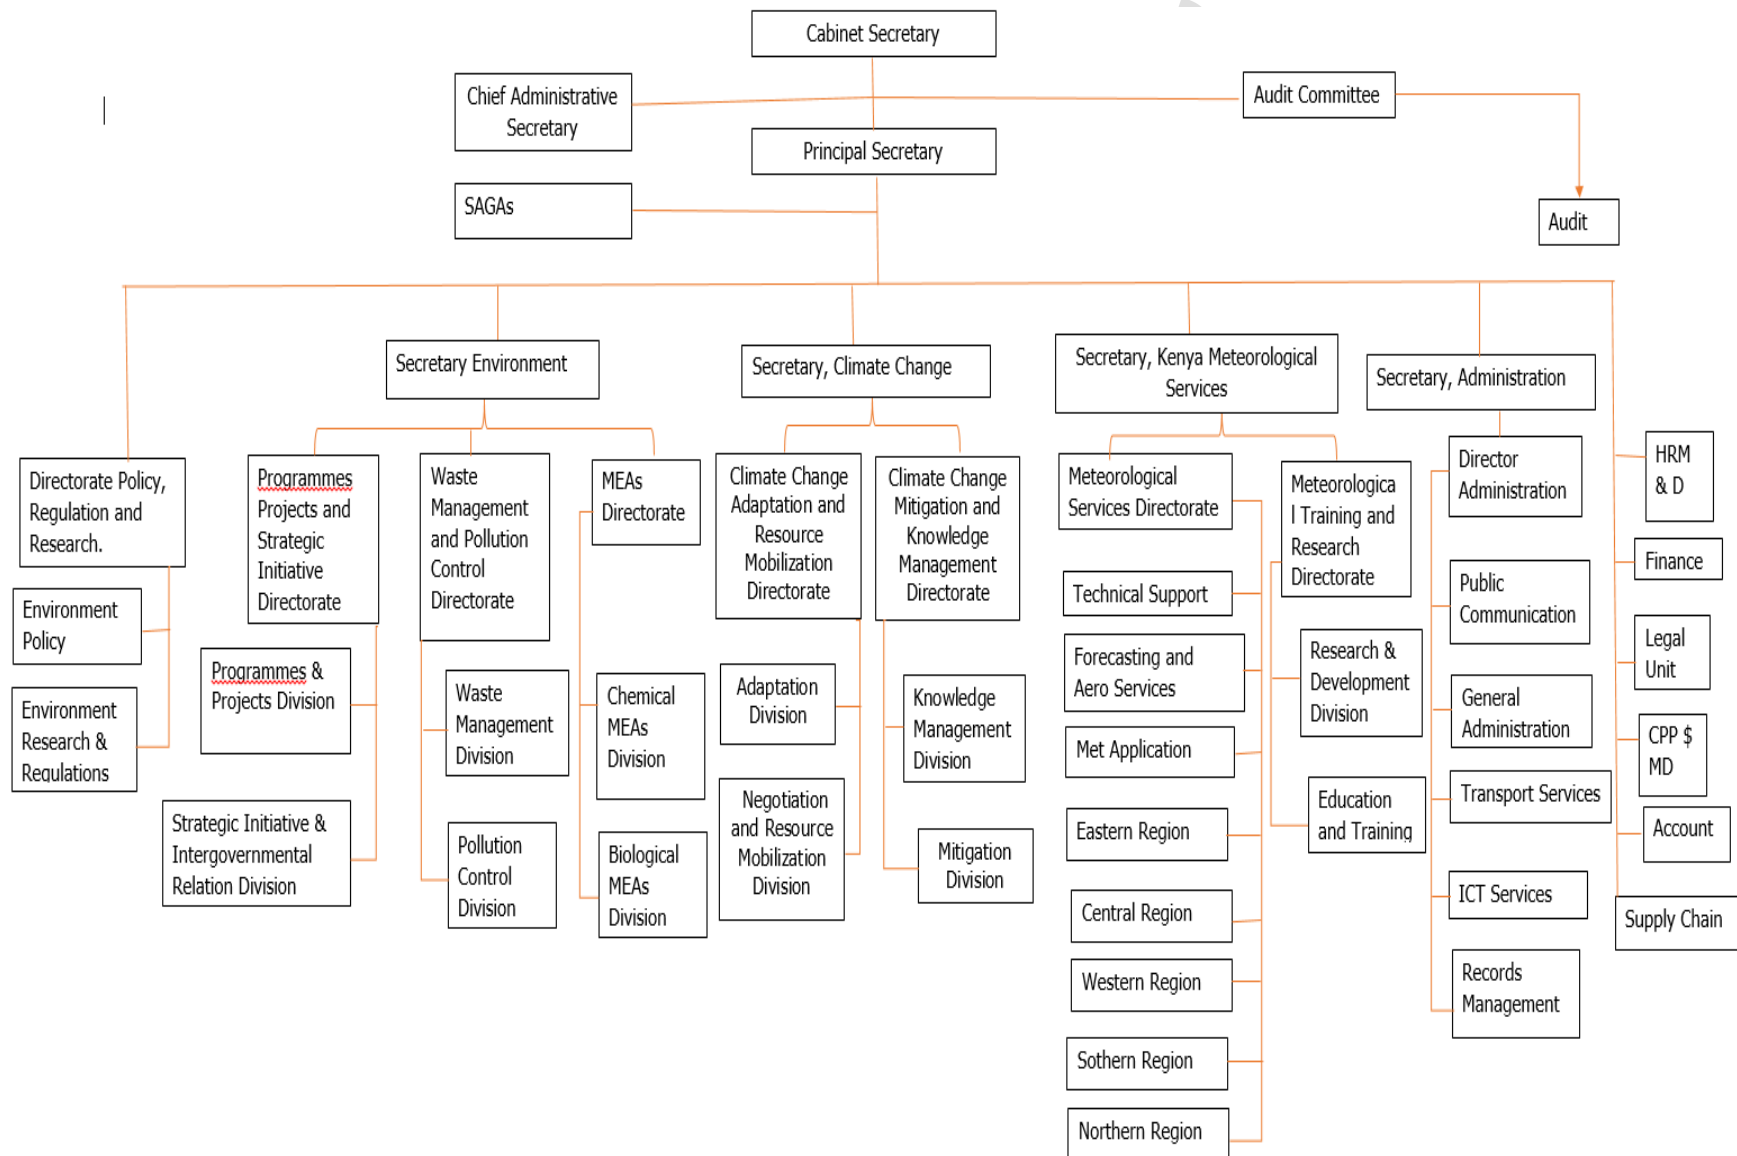 Cabinet Secretary
Chief Administrative
Secretary
Audit Committee
Principal Secretary
SAGAs
Audit
Secretary Environment
Secretary, Climate Change
Secretary, Kenya Meteorological
Services
Secretary, Administration
Directorate Policy,
Regulation and
Research.
Environment
Policy
Environment
Research &
Regulations
Programmes
Projects and
Strategic
Initiative
Directorate
Programmes &
Projects Division
Strategic Initiative &
Intergovernmental
Relation Division
Waste
Management
and Pollution
Control
Directorate
Waste
Management
Division
Pollution
Control
Division
MEAs
Directorate
Chemical
MEAs
Division
Biological
MEAs
Division
Climate Change
Adaptation and
Resource
Mobilization
Directorate
Adaptation
Division
Negotiation
and Resource
Mobilization
Division
Climate Change
Mitigation and
Knowledge
Management
Directorate
Knowledge
Management
Division
Mitigation
Division
Meteorological
Services Directorate
Technical Support
Forecasting and
Aero Services
Met Application
Eastern Region
Central Region
Western Region
Sothern Region
Northern Region
Meteorologica
l Training and
Research
Directorate
Research &
Development
Division
Education
and Training
Director
Administration
Public
Communication
General
Administration
Transport Services
ICT Services
Records
Management
HRM
& D
Finance
Legal
Unit
CPP $
MD
Account
Supply Chain